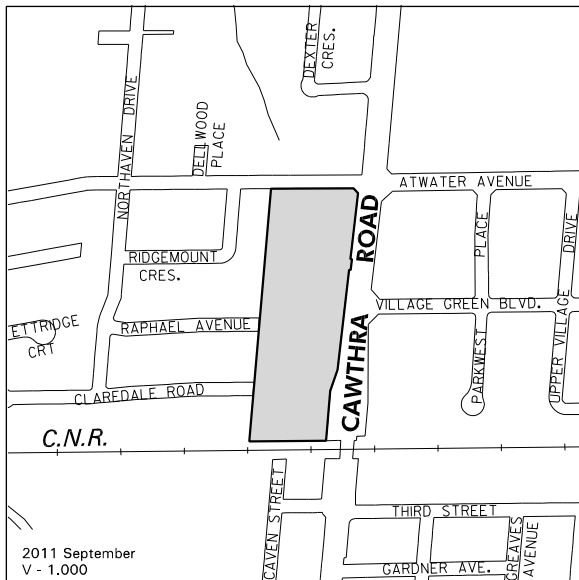 DEXTER
CRES.
NORTHAVEN DRIVE
DELLWOOD
PLACE
ATWATER AVENUE
CAWTHRA ROAD
PLACE
PARKWEST
UPPER VILLAGE DRIVE
RIDGEMOUNT
CRES.
VILLAGE GREEN BLVD.
ETTRIDGE
CRT
RAPHAEL AVENUE
CLAREDALE ROAD
C.N.R.
CAVEN STREET
THIRD STREET
GREAVES
AVENUE
GARDNER AVE.
2011 September
V - 1.000